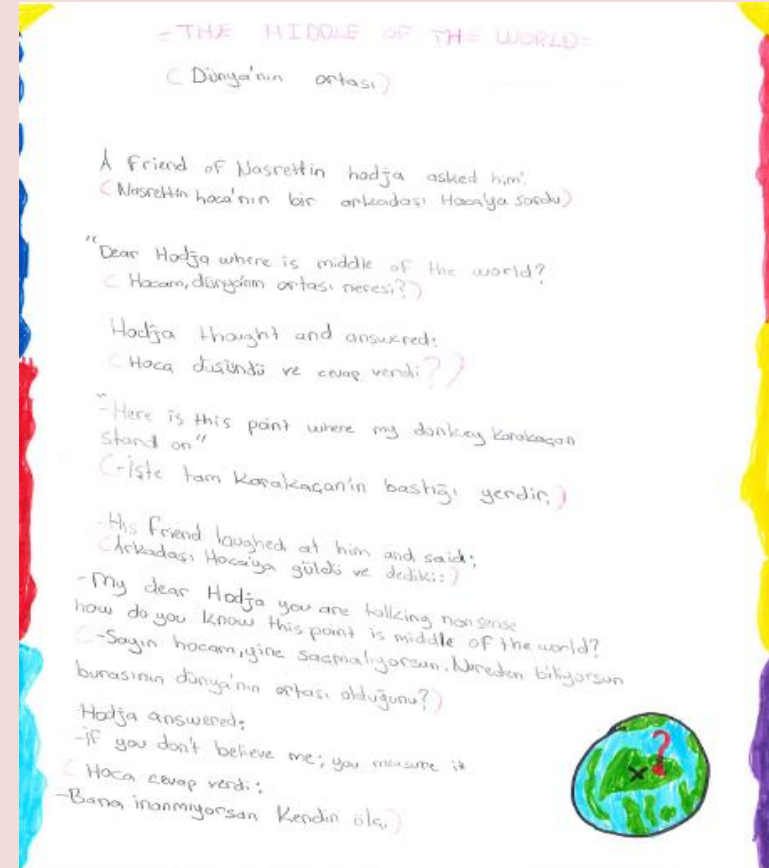 =THE MIDDLE OF THE WORLD=
(Dünya'nın ortası)
A friend of Nasrettin hodja asked him:
(Nasrettin hoca'nın bir arkadaşı Hoca'ya sordu)
"Dear Hodja where is middle of the world?
(Hocam, dünyanın ortası neresi?)
Hodja thought and answered:
(Hoca düşündü ve cevap verdi?)
"-Here is this point where my donkey karakaçan
stand on"
(-işte tam Karakaçan'in bastığı yerdir.)
-His friend laughed at him and said;
(Arkadaşı Hoca'ya güldü ve dediki:)
-My dear Hodja you are talking nonsense
how do you know this point is middle of the world?
(-Sayın hocam, yine saçmalıyorsun. Nereden biliyorsun
burasının dünya'nın ortası olduğunu?)
Hodja answered;
-if you don't believe me; you measure it
(Hoca cevap verdi:
-Bana inanmıyorsan Kendin ölç.)
x ?